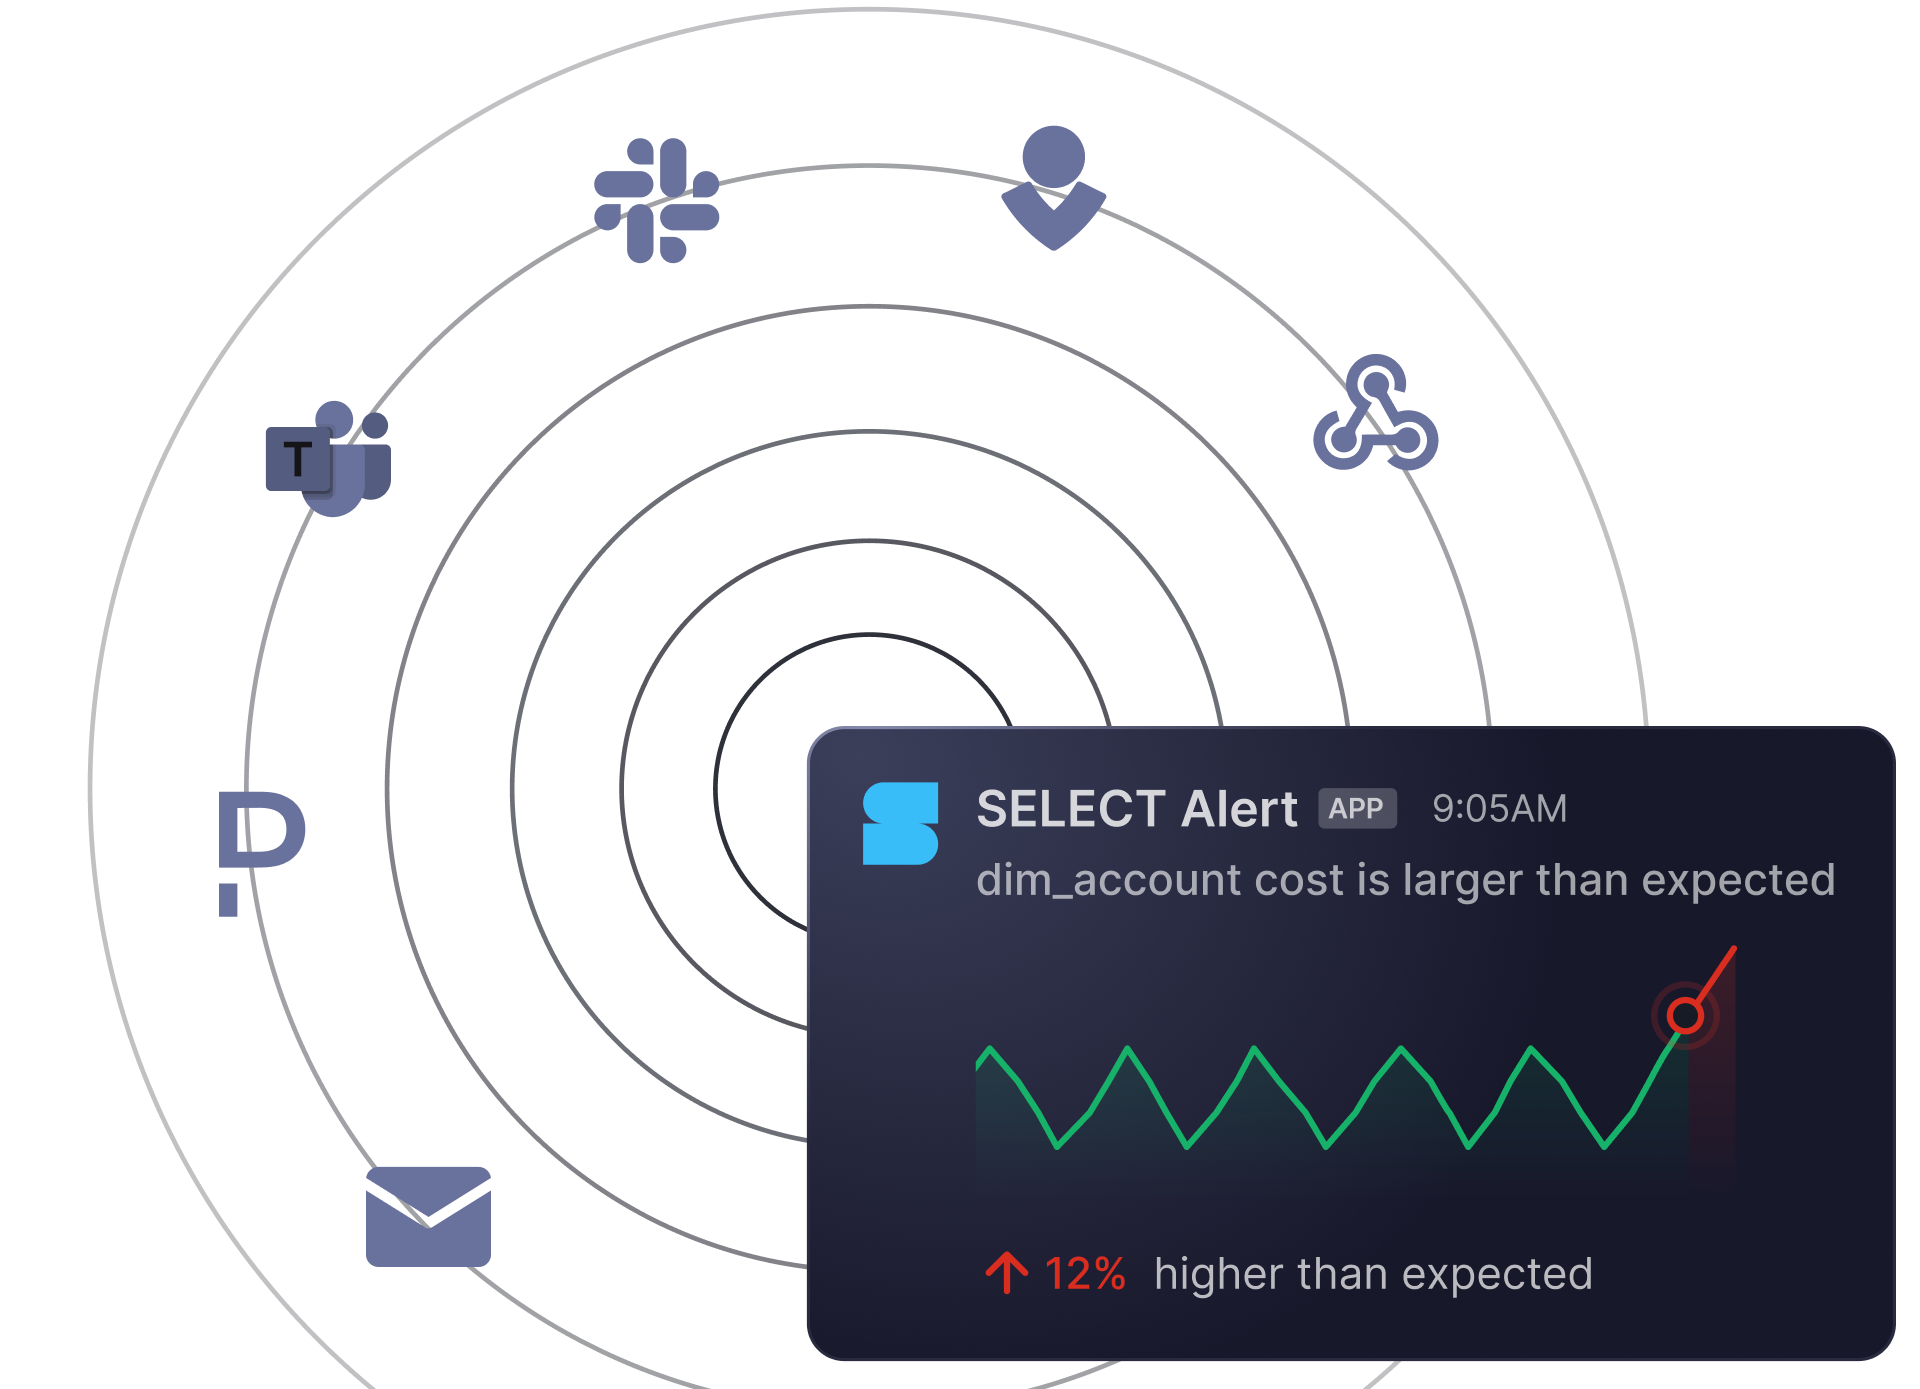 T
SELECT Alert APP 9:05AM
dim_account cost is larger than expected
12% higher than expected